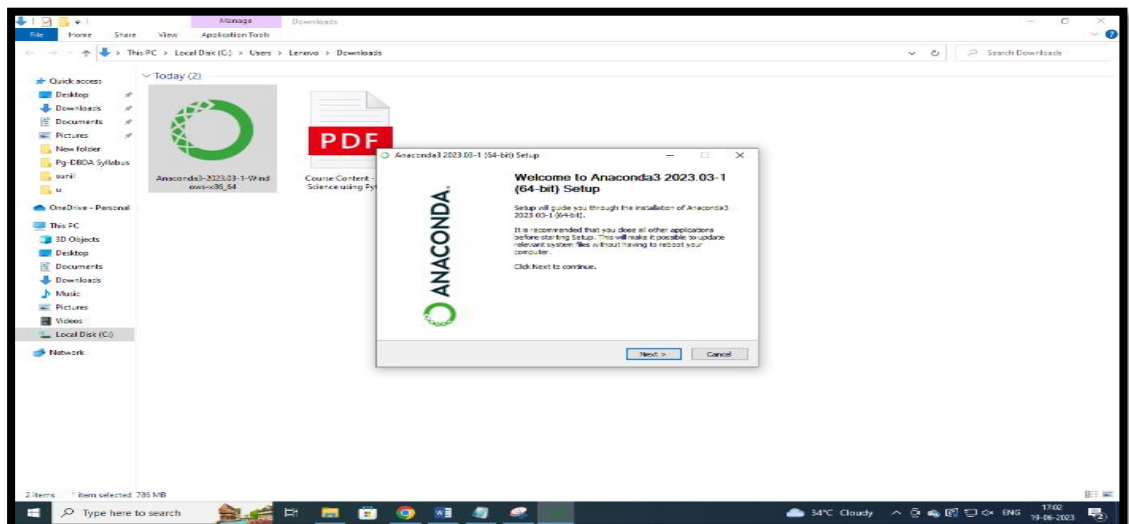 Manage
Downloads
File
Home
Share
View
Application Tools
This PC > Local Disk (C:) > Users > Lenovo > Downloads
Search Downloads
Quick access
Desktop
Downloads
Documents
Pictures
New folder
Pg-DBDA Syllabus
sunil
u
OneDrive - Personal
This PC
3D Objects
Desktop
Documents
Downloads
Music
Pictures
Videos
Local Disk (C:)
Network
Today (2)
Anaconda3-2023.03-1-Wind
ows-x86_64
PDF
Course Content -
Science using Pyt
Anaconda3 2023.03-1 (64-bit) Setup
ANACONDA.
Welcome to Anaconda3 2023.03-1
(64-bit) Setup
Setup will guide you through the installation of Anaconda3
2023.03-1 (64-bit).
It is recommended that you close all other applications
before starting Setup. This will make it possible to update
relevant system files without having to reboot your
computer.
Click Next to continue.
Next >
Cancel
2 items
1 item selected 786 MB
Type here to search
34°C Cloudy
ENG
17:02
19-06-2023